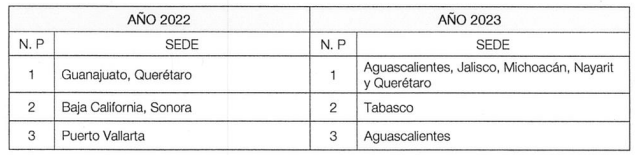 AÑO 2022 AÑO 2023
N. P SEDE N. P SEDE
1 Guanajuato, Querétaro 1 Aguascalientes, Jalisco, Michoacán, Nayarit
y Querétaro
2 Baja California, Sonora 2 Tabasco
3 Puerto Vallarta 3 Aguascalientes